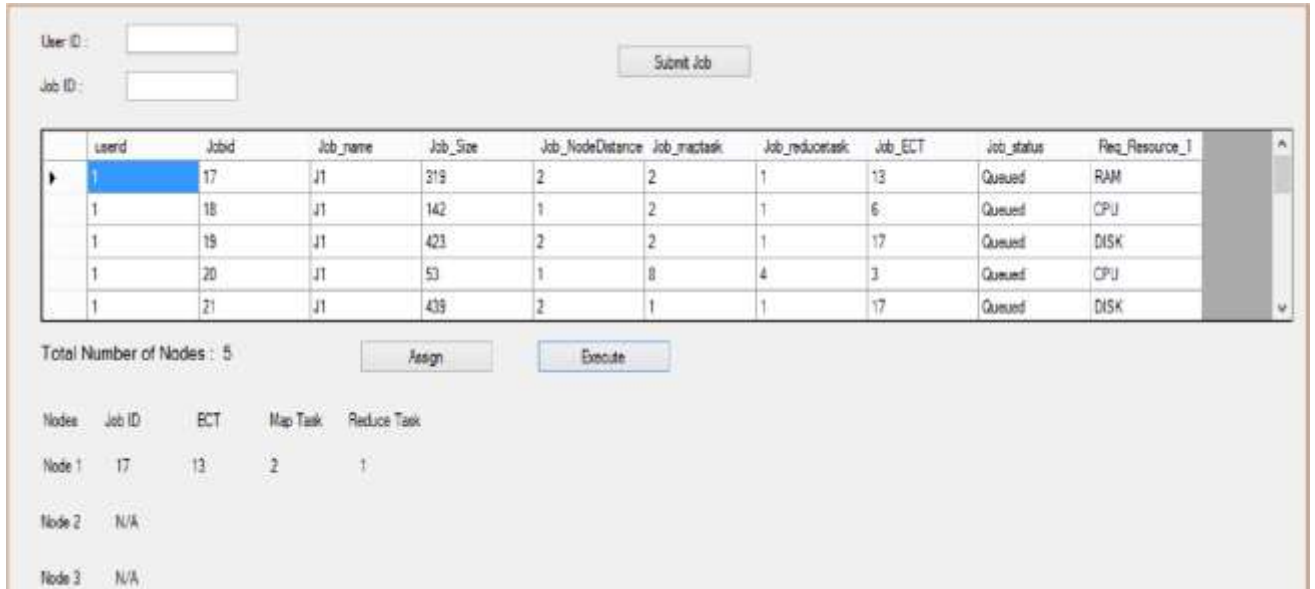 User ID :
Submit Job
Job ID :
userid Jobid Job_name Job_Size Job_NodeDistance Job_maptask Job_reducetask Job_ECT Job_status Req_Resource_1
1 17 J1 319 2 2 1 13 Queued RAM
1 18 J1 142 1 2 1 6 Queued CPU
1 19 J1 423 2 2 1 17 Queued DISK
1 20 J1 53 1 8 4 3 Queued CPU
1 21 J1 439 2 1 1 17 Queued DISK
Total Number of Nodes : 5 Assign Execute
Nodes Job ID ECT Map Task Reduce Task
Node 1 17 13 2 1
Node 2 N/A
Node 3 N/A